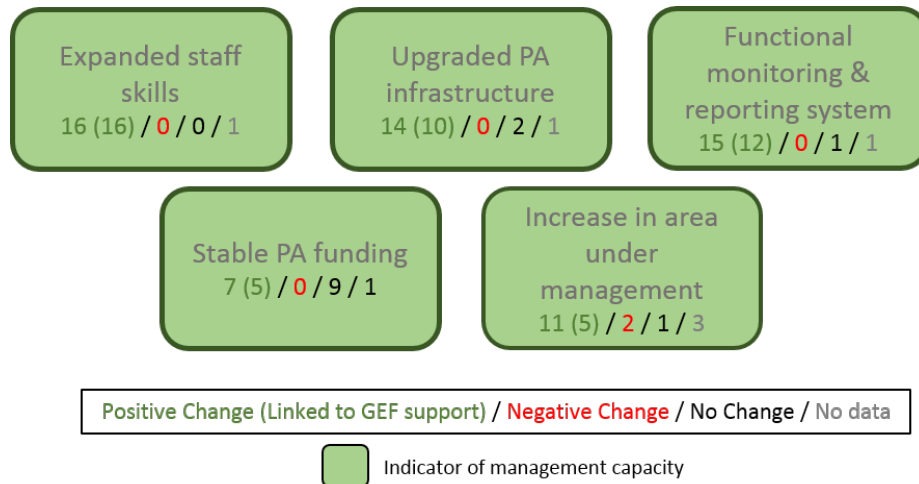 Expanded staff
skills
16 (16) / 0 / 0 / 1
Upgraded PA
infrastructure
14 (10) / 0 / 2 / 1
Functional
monitoring &
reporting system
15 (12) / 0 / 1 / 1
Stable PA funding
7 (5) / 0 / 9 / 1
Increase in area
under
management
11 (5) / 2 / 1 / 3
Positive Change (Linked to GEF support) / Negative Change / No Change / No data
Indicator of management capacity